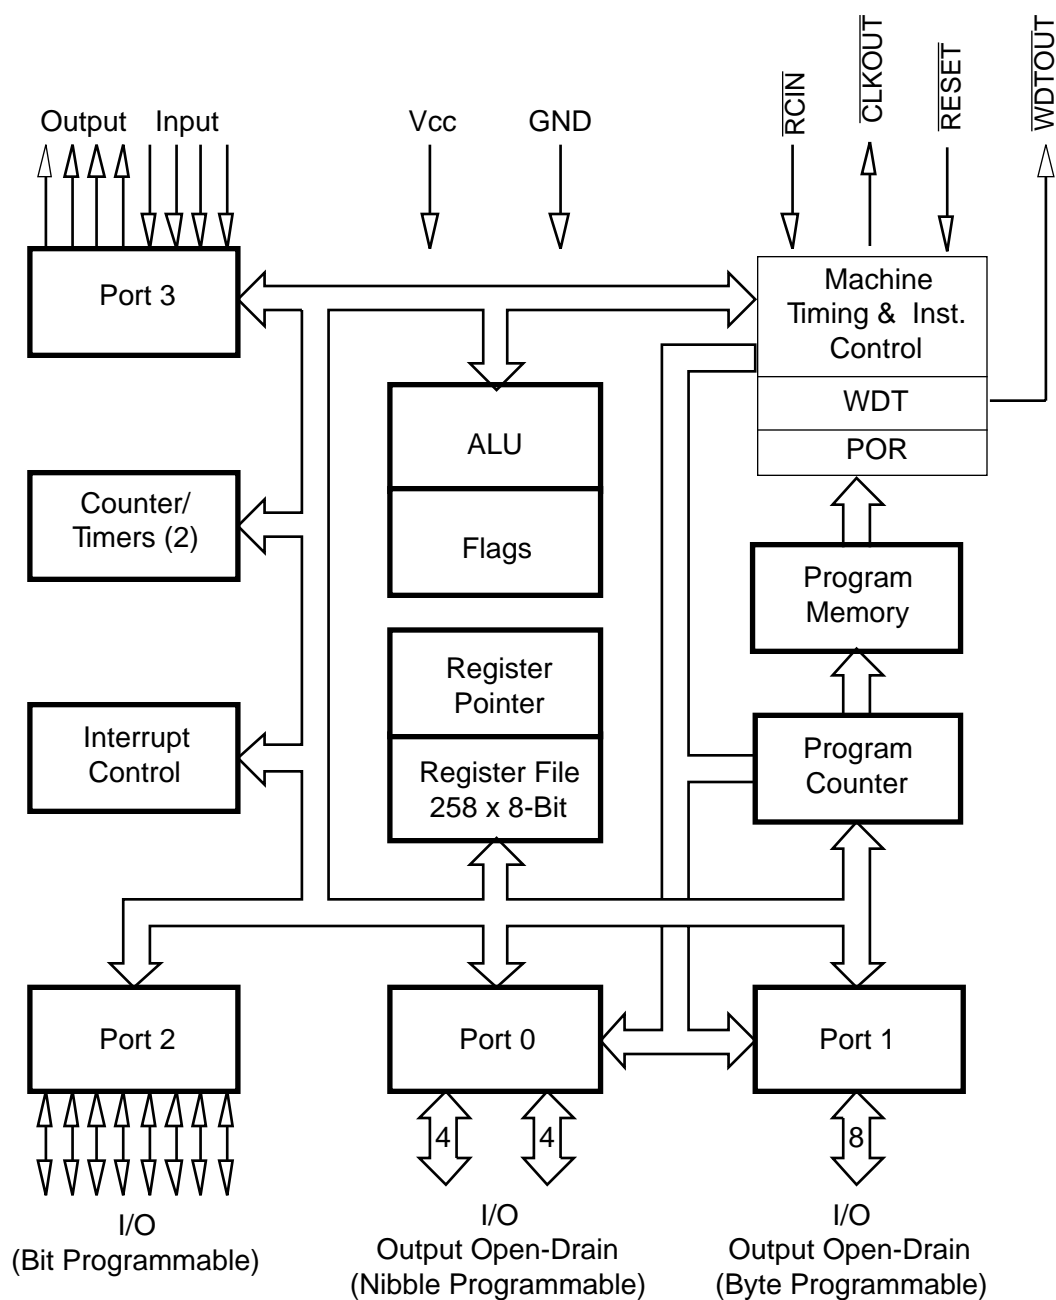 Output
Input
Vcc
GND
RCIN
CLKOUT
RESET
WDTOUT
Port 3
Machine
Timing & Inst.
Control
WDT
POR
ALU
Flags
Counter/
Timers (2)
Program
Memory
Register
Pointer
Interrupt
Control
Register File
258 x 8-Bit
Program
Counter
Port 2
Port 0
Port 1
4
4
8
I/O
(Bit Programmable)
I/O
Output Open-Drain
(Nibble Programmable)
I/O
Output Open-Drain
(Byte Programmable)